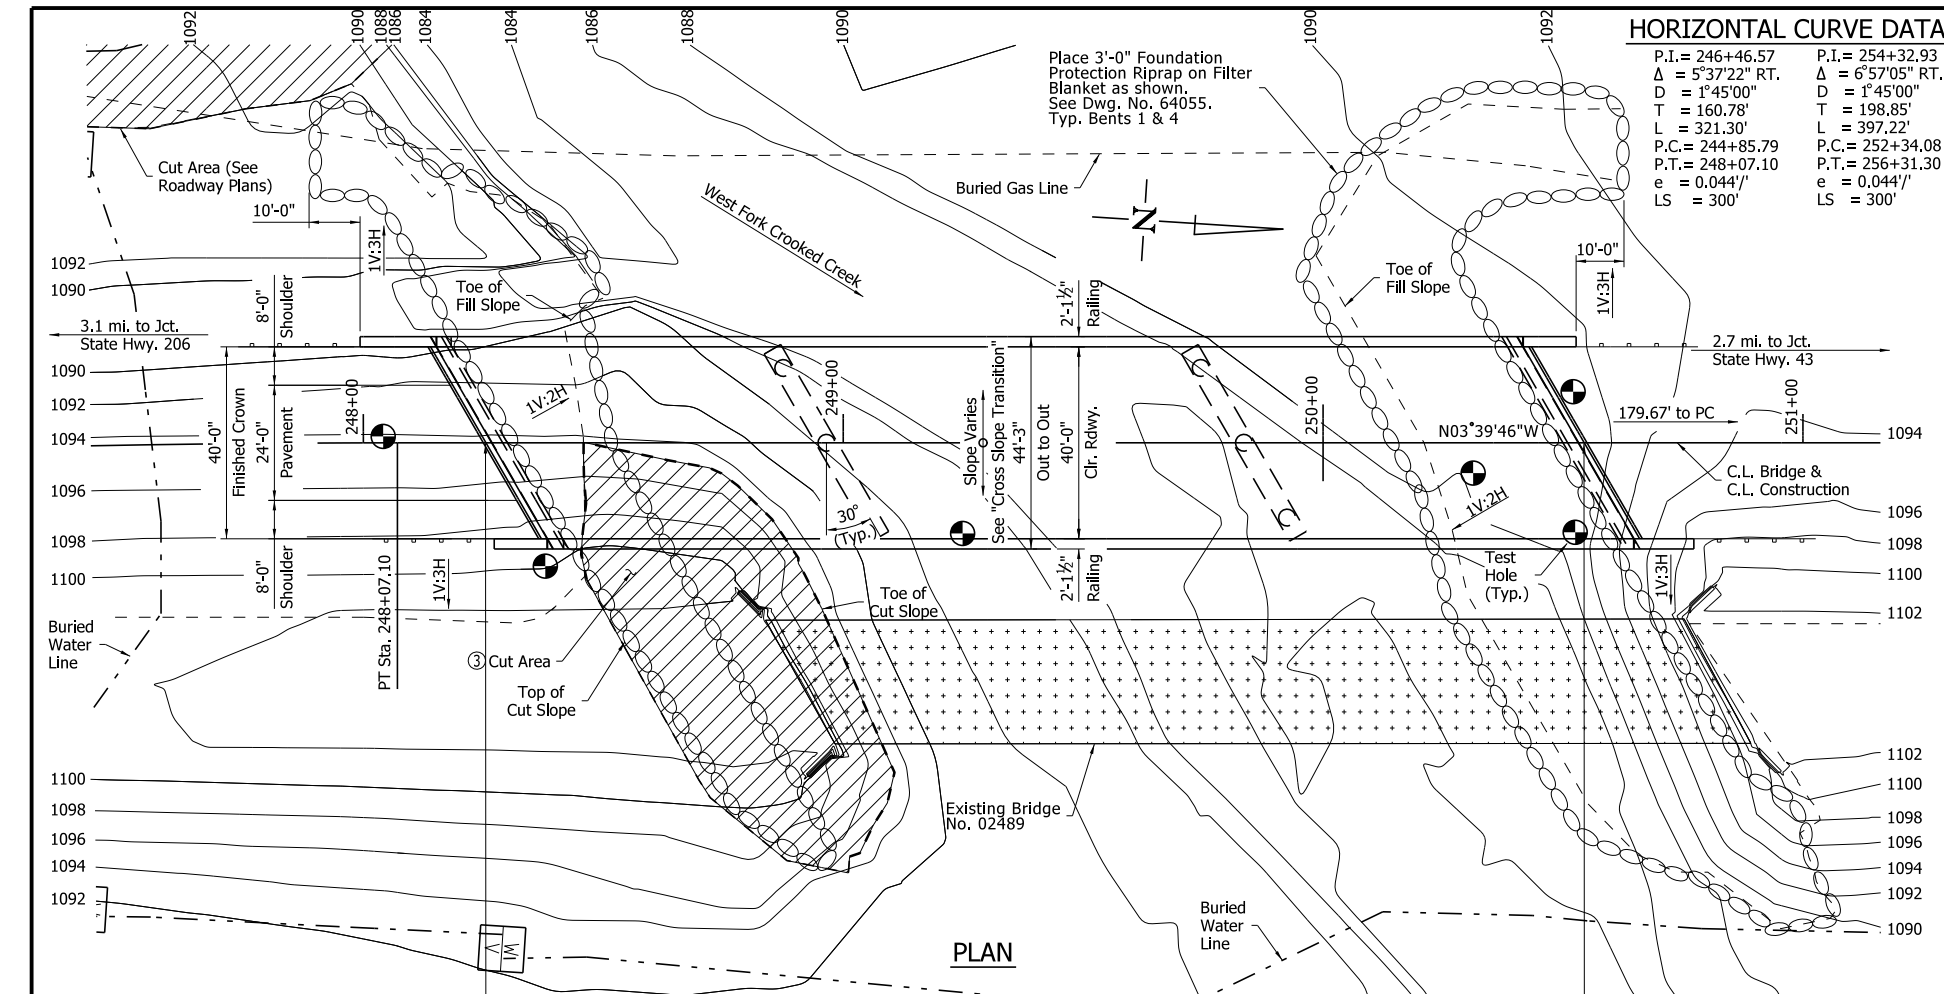 1092
1090
1088
1086
1084
1084
1086
1088
1090
1090
1092
HORIZONTAL CURVE DATA
P.I.= 246+46.57
Δ = 5°37'22" RT.
D = 1°45'00"
T = 160.78'
L = 321.30'
P.C.= 244+85.79
P.T.= 248+07.10
e = 0.044'/'
LS = 300'
P.I.= 254+32.93
Δ = 6°57'05" RT.
D = 1°45'00"
T = 198.85'
L = 397.22'
P.C.= 252+34.08
P.T.= 256+31.30
e = 0.044'/'
LS = 300'
Place 3'-0" Foundation
Protection Riprap on Filter
Blanket as shown.
See Dwg. No. 64055.
Typ. Bents 1 & 4
Cut Area (See
Roadway Plans)
Buried Gas Line
West Fork Crooked Creek
N
10'-0"
1V:3H
10'-0"
1V:3H
1092
1090
8'-0"
Shoulder
Toe of
Fill Slope
Toe of
Fill Slope
2'-1½"
Railing
3.1 mi. to Jct.
State Hwy. 206
2.7 mi. to Jct.
State Hwy. 43
1090
1092
1094
1096
1098
1100
40'-0"
Finished Crown
24'-0"
Pavement
8'-0"
Shoulder
248+00
1V:2H
249+00
30°
(Typ.)
Slope Varies
See "Cross Slope Transition"
44'-3"
Out to Out
40'-0"
Clr. Rdwy.
2'-1½"
Railing
250+00
N03°39'46"W
179.67' to PC
251+00
1094
C.L. Bridge &
C.L. Construction
1V:2H
1096
1098
1100
1102
Test
Hole
(Typ.)
1V:3H
1V:3H
PT Sta. 248+07.10
Buried
Water
Line
③ Cut Area
Top of
Cut Slope
Toe of
Cut Slope
Existing Bridge
No. 02489
1100
1098
1096
1094
1092
1102
1100
1098
1096
1094
1092
1090
Buried
Water
Line
WI
V
PLAN